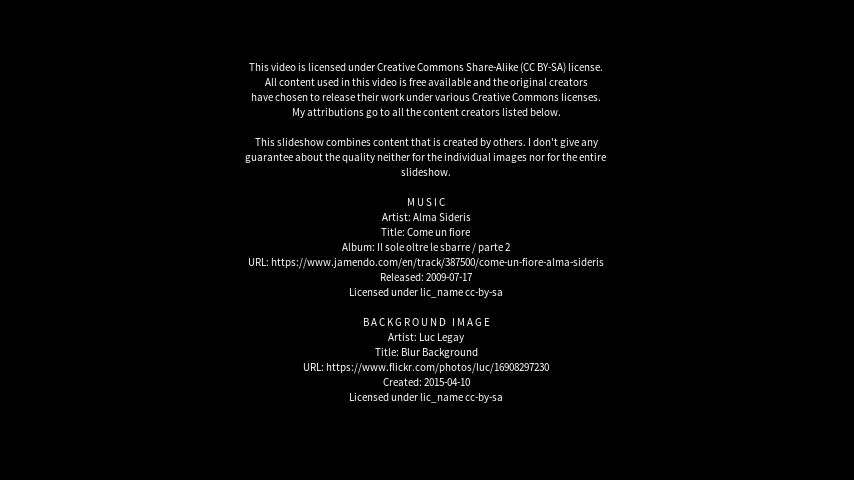 This video is licensed under Creative Commons Share-Alike (CC BY-SA) license.
All content used in this video is free available and the original creators
have chosen to release their work under various Creative Commons licenses.
My attributions go to all the content creators listed below.
This slideshow combines content that is created by others. I don't give any
guarantee about the quality neither for the individual images nor for the entire
slideshow.
MUSIC
Artist: Alma Sideris
Title: Come un fiore
Album: Il sole oltre le sbarre / parte 2
URL: https://www.jamendo.com/en/track/387500/come-un-fiore-alma-sideris
Released: 2009-07-17
Licensed under lic_name cc-by-sa
BACKGROUND IMAGE
Artist: Luc Legay
Title: Blur Background
URL: https://www.flickr.com/photos/luc/16908297230
Created: 2015-04-10
Licensed under lic_name cc-by-sa